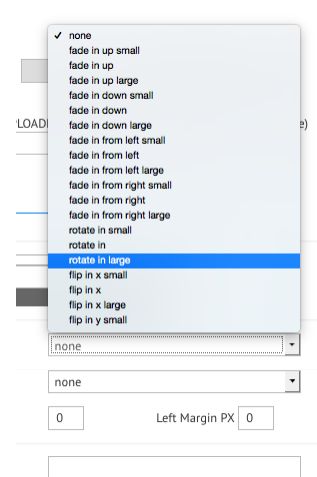 ✓ none
fade in up small
fade in up
fade in up large
fade in down small
fade in down
fade in down large
fade in from left small
fade in from left
fade in from left large
fade in from right small
fade in from right
fade in from right large
rotate in small
rotate in
rotate in large
flip in x small
flip in x
flip in x large
flip in y small
none
none
0 Left Margin PX 0